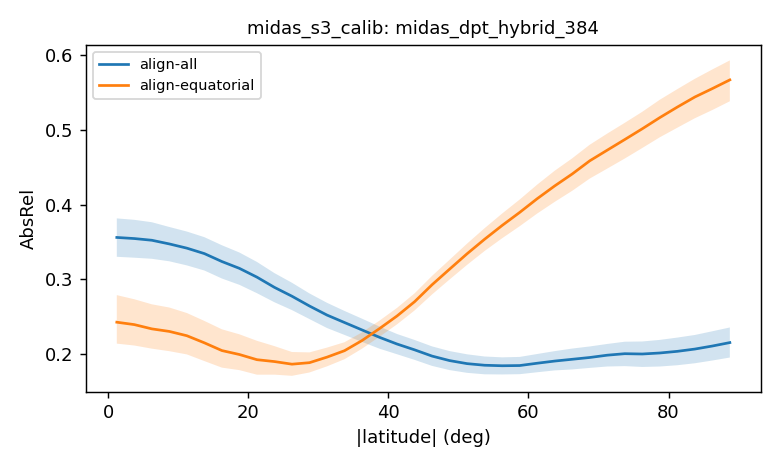 midas_s3_calib: midas_dpt_hybrid_384
align-all
align-equatorial
AbsRel
0.6
0.5
0.4
0.3
0.2
0 20 40 60 80
|latitude| (deg)